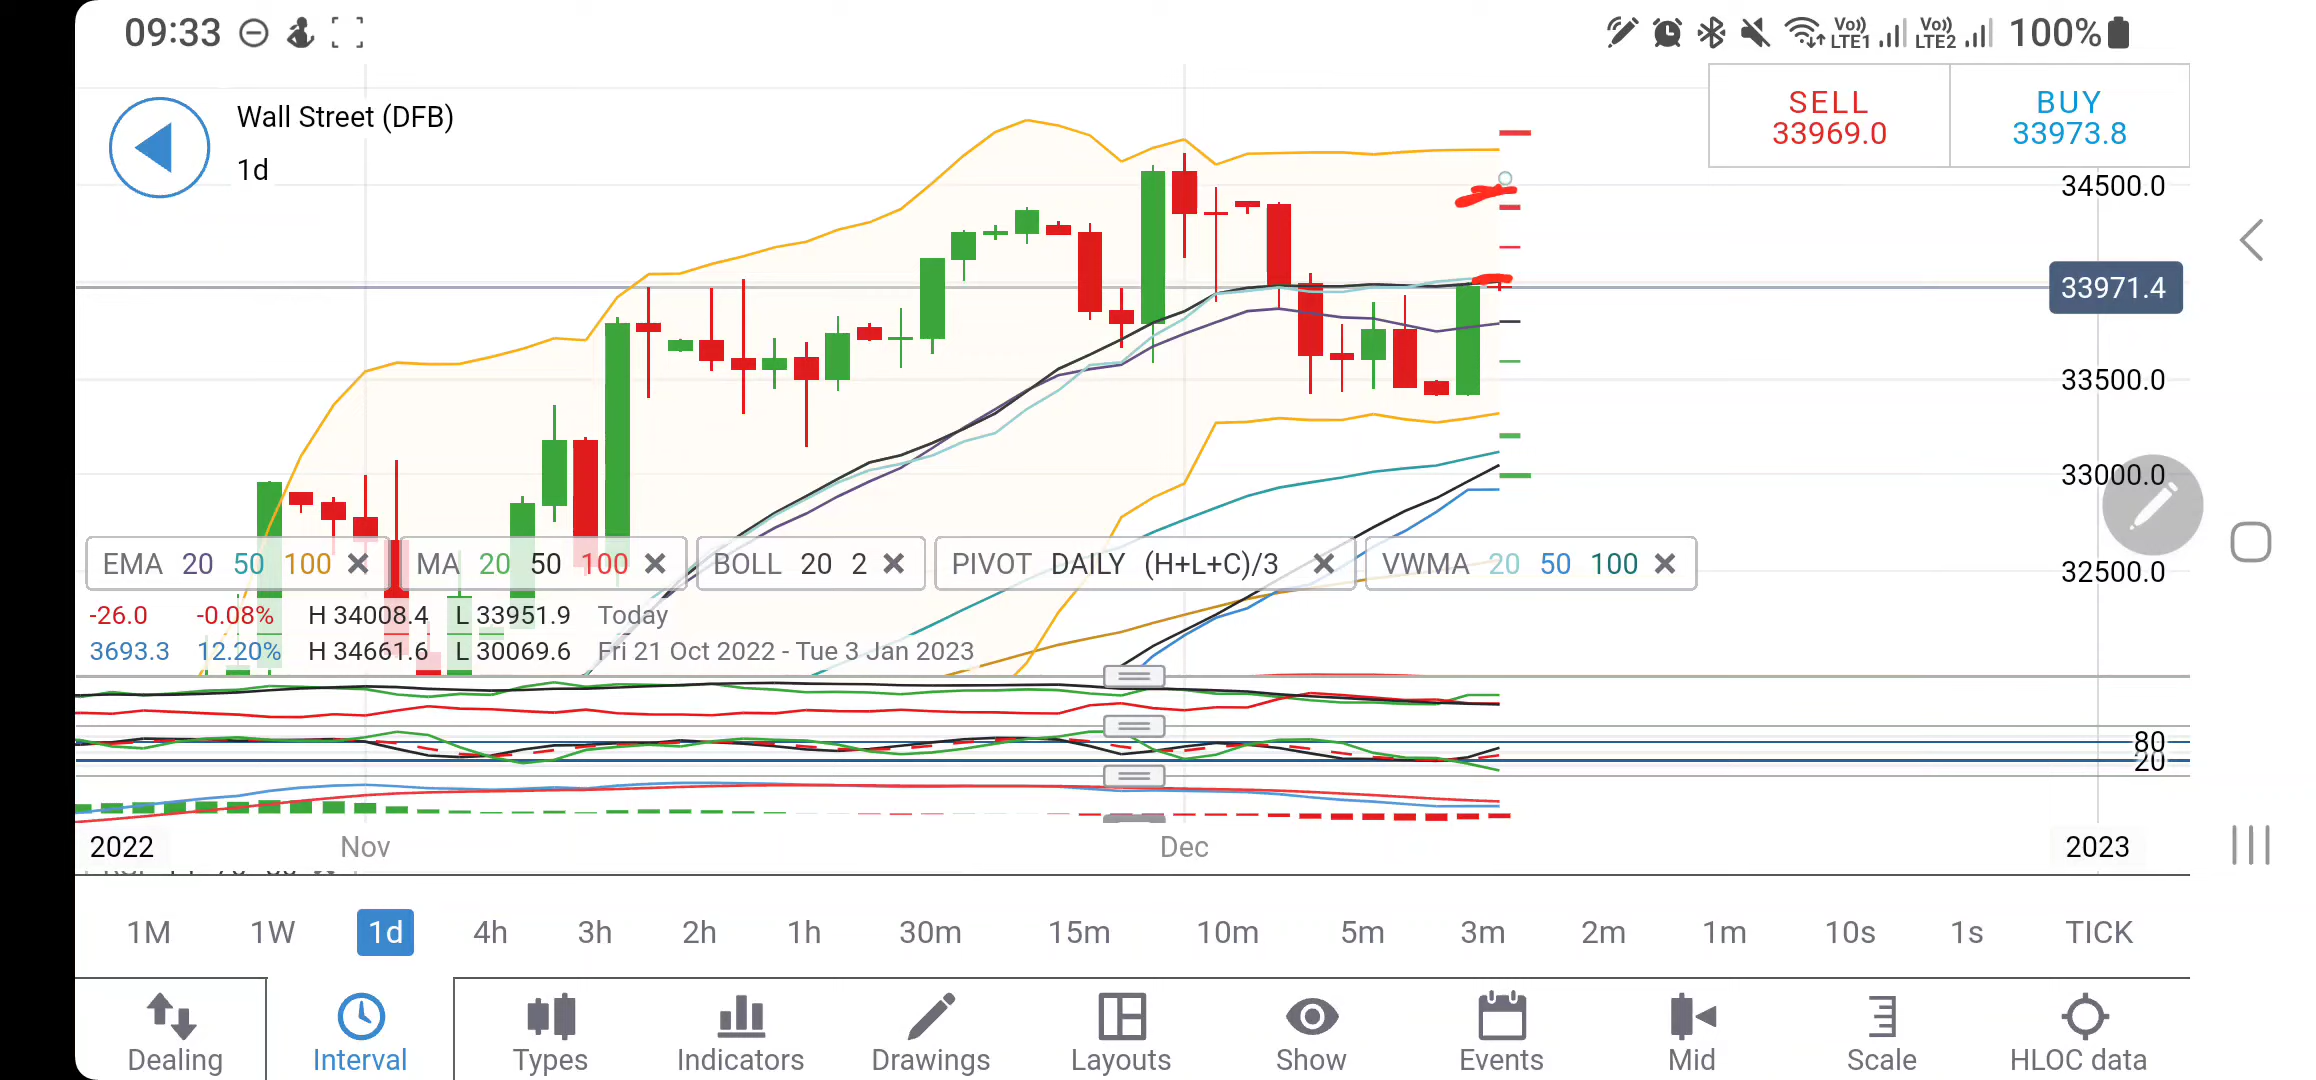 09:33
Vo)) LTE1 Vo)) LTE2 100%
Wall Street (DFB)
1d
SELL 33969.0
BUY 33973.8
34500.0
33971.4
33500.0
33000.0
32500.0
EMA 20 50 100 MA 20 50 100 BOLL 20 2 PIVOT DAILY (H+L+C)/3 VWMA 20 50 100
-26.0 -0.08% H 34008.4 L 33951.9 Today
3693.3 12.20% H 34661.6 L 30069.6 Fri 21 Oct 2022 - Tue 3 Jan 2023
80
20
2022 Nov Dec 2023
1M 1W 1d 4h 3h 2h 1h 30m 15m 10m 5m 3m 2m 1m 10s 1s TICK
Dealing Interval Types Indicators Drawings Layouts Show Events Mid Scale HLOC data